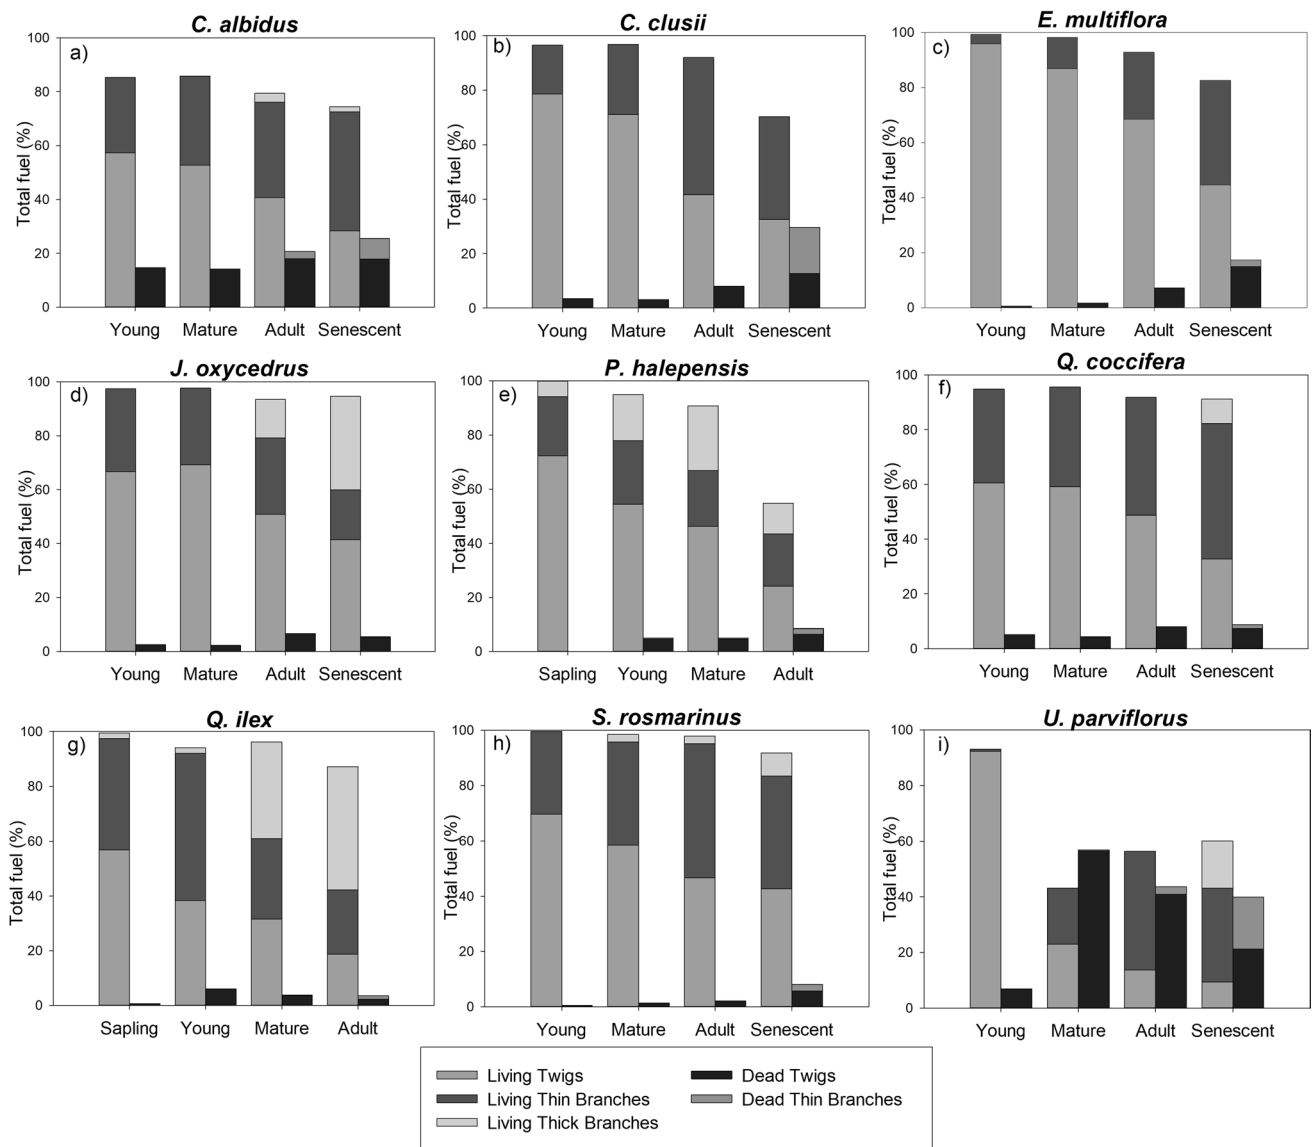 C. albidus
a)
Total fuel (%)
100
80
60
40
20
0
Young Mature Adult Senescent
C. clusii
b)
Total fuel (%)
100
80
60
40
20
0
Young Mature Adult Senescent
E. multiflora
c)
Total fuel (%)
100
80
60
40
20
0
Young Mature Adult Senescent
J. oxycedrus
d)
Total fuel (%)
100
80
60
40
20
0
Young Mature Adult Senescent
P. halepensis
e)
Total fuel (%)
100
80
60
40
20
0
Sapling Young Mature Adult
Q. coccifera
f)
Total fuel (%)
100
80
60
40
20
0
Young Mature Adult Senescent
Q. ilex
g)
Total fuel (%)
100
80
60
40
20
0
Sapling Young Mature Adult
S. rosmarinus
h)
Total fuel (%)
100
80
60
40
20
0
Young Mature Adult Senescent
U. parviflorus
i)
Total fuel (%)
100
80
60
40
20
0
Young Mature Adult Senescent
Living Twigs
Living Thin Branches
Living Thick Branches
Dead Twigs
Dead Thin Branches